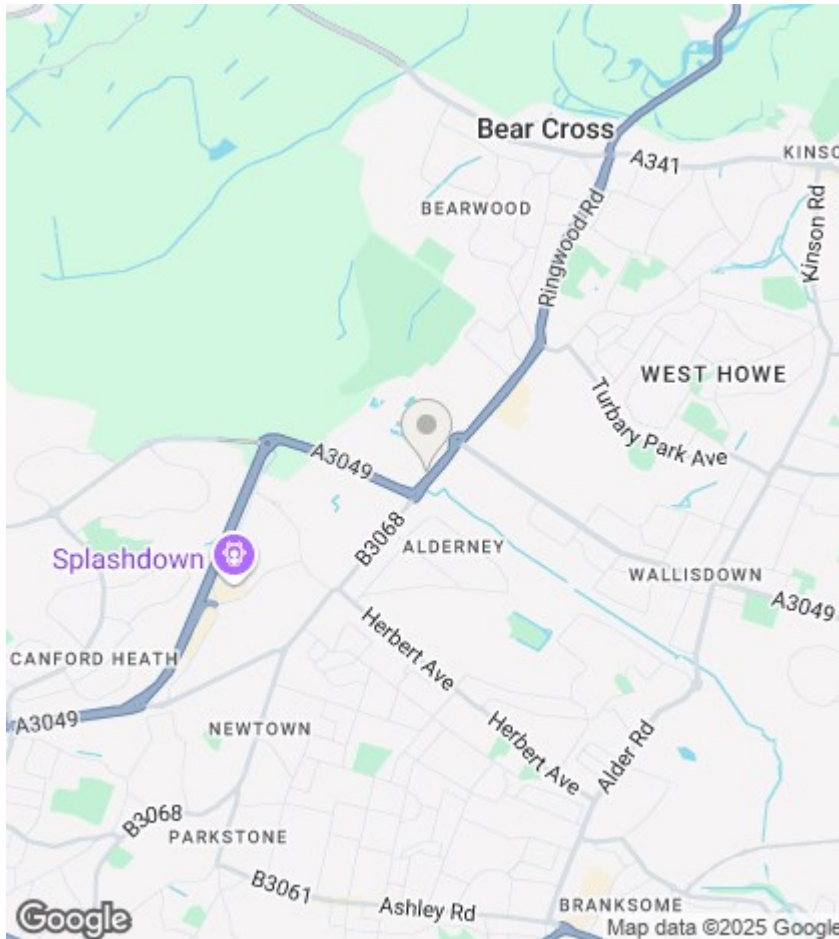 Bear Cross
A341
KINSO
BEARWOOD
Ringwood Rd
Kinson Rd
WEST HOWE
Turbary Park Ave
A3049
B3068
ALDERNEY
Splashdown
WALLISDOWN
A3049
Herbert Ave
CANFORD HEATH
A3049
NEWTOWN
Herbert Ave
Alder Rd
B3068
PARKSTONE
B3061
Ashley Rd
BRANKSOME
Google
Map data ©2025 Google